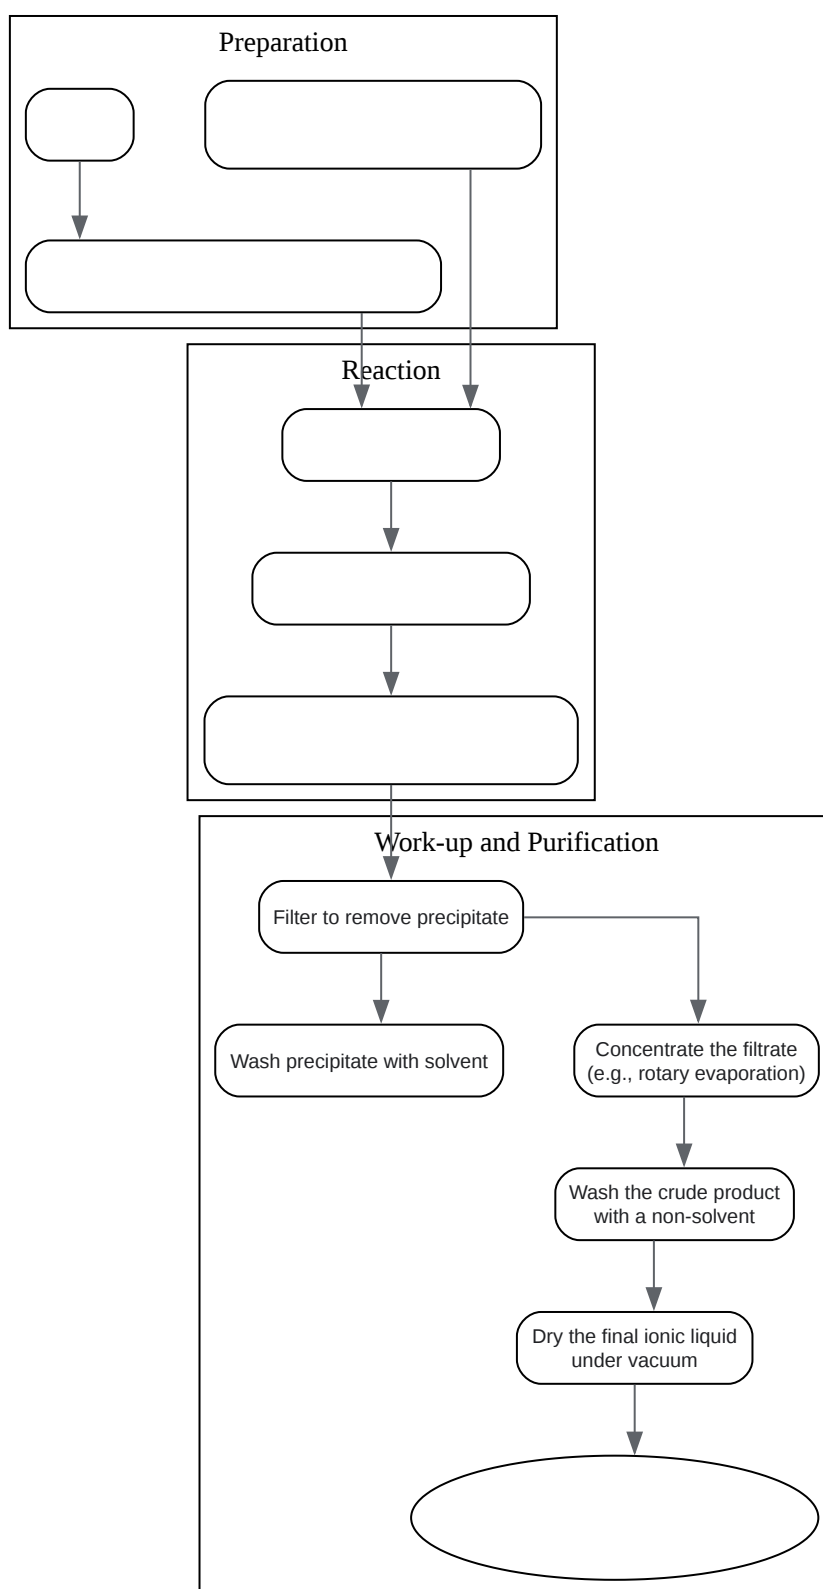 Preparation
Reaction
Work-up and Purification
Filter to remove precipitate
Wash precipitate with solvent
Concentrate the filtrate
(e.g., rotary evaporation)
Wash the crude product
with a non-solvent
Dry the final ionic liquid
under vacuum